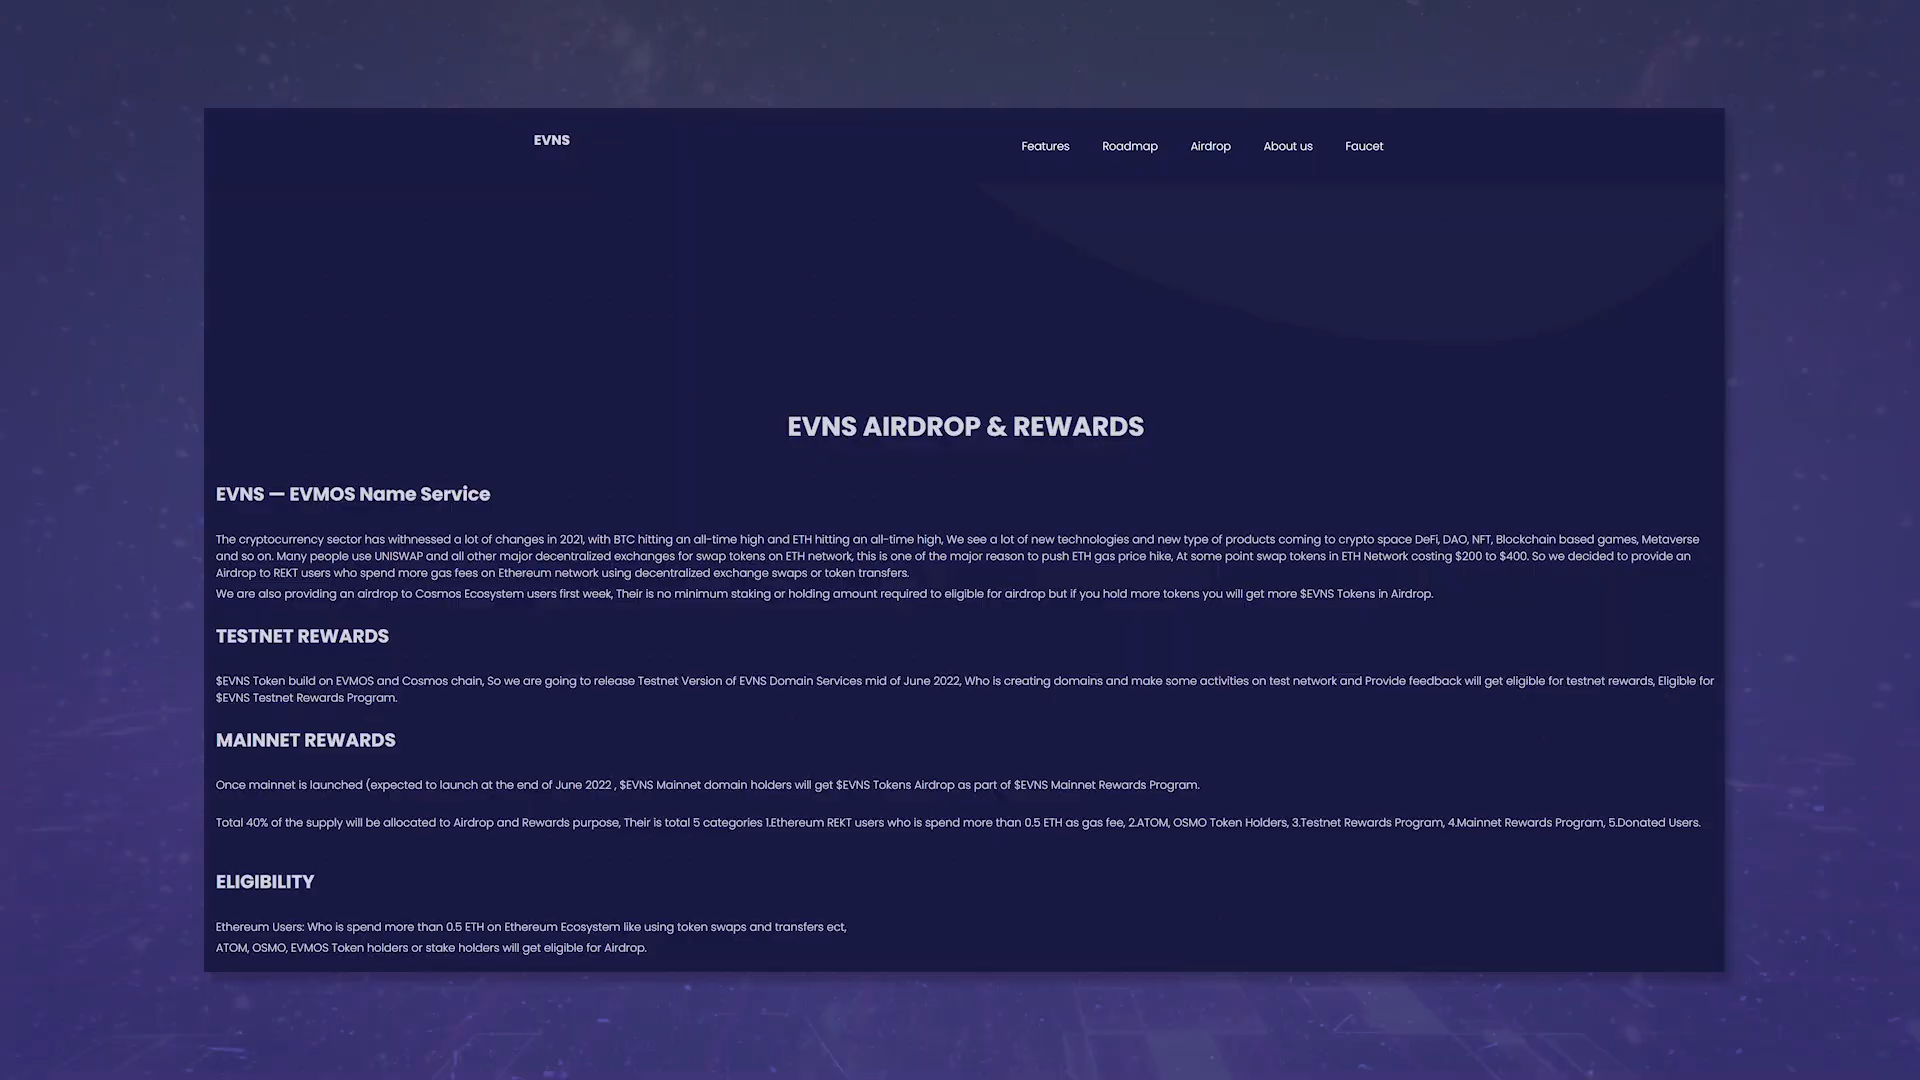 EVNS
Features Roadmap Airdrop About us Faucet
EVNS AIRDROP & REWARDS
EVNS — EVMOS Name Service
The cryptocurrency sector has withnessed a lot of changes in 2021, with BTC hitting an all-time high and ETH hitting an all-time high, We see a lot of new technologies and new type of products coming to crypto space DeFi, DAO, NFT, Blockchain based games, Metaverse
and so on. Many people use UNISWAP and all other major decentralized exchanges for swap tokens on ETH network, this is one of the major reason to push ETH gas price hike, At some point swap tokens in ETH Network costing $200 to $400. So we decided to provide an
Airdrop to REKT users who spend more gas fees on Ethereum network using decentralized exchange swaps or token transfers.
We are also providing an airdrop to Cosmos Ecosystem users first week, Their is no minimum staking or holding amount required to eligible for airdrop but if you hold more tokens you will get more $EVNS Tokens in Airdrop.
TESTNET REWARDS
$EVNS Token build on EVMOS and Cosmos chain, So we are going to release Testnet Version of EVNS Domain Services mid of June 2022, Who is creating domains and make some activities on test network and Provide feedback will get eligible for testnet rewards, Eligible for
$EVNS Testnet Rewards Program.
MAINNET REWARDS
Once mainnet is launched (expected to launch at the end of June 2022 , $EVNS Mainnet domain holders will get $EVNS Tokens Airdrop as part of $EVNS Mainnet Rewards Program.
Total 40% of the supply will be allocated to Airdrop and Rewards purpose, Their is total 5 categories 1.Ethereum REKT users who is spend more than 0.5 ETH as gas fee, 2.ATOM, OSMO Token Holders, 3.Testnet Rewards Program, 4.Mainnet Rewards Program, 5.Donated Users.
ELIGIBILITY
Ethereum Users: Who is spend more than 0.5 ETH on Ethereum Ecosystem like using token swaps and transfers ect,
ATOM, OSMO, EVMOS Token holders or stake holders will get eligible for Airdrop.